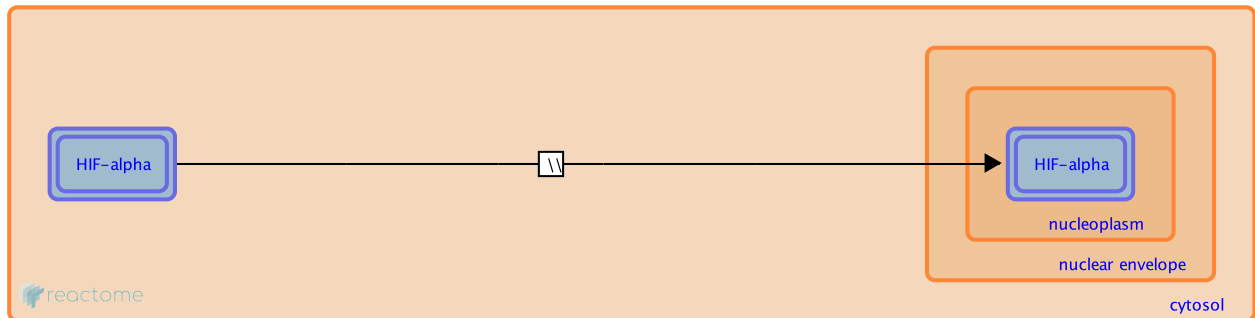 HIF-alpha
\\
HIF-alpha
nucleoplasm
nuclear envelope
reactome
cytosol